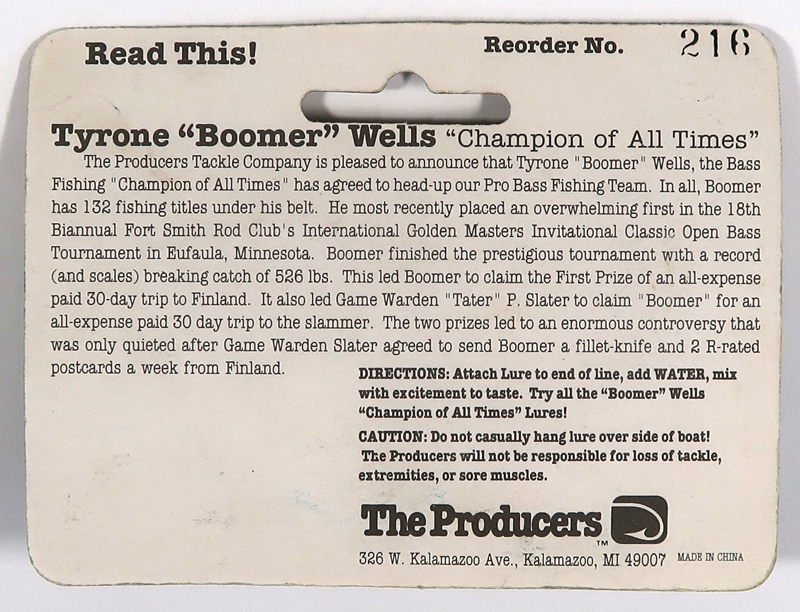 Read This!
Reorder No. 216
Tyrone “Boomer” Wells “Champion of All Times”
The Producers Tackle Company is pleased to announce that Tyrone "Boomer" Wells, the Bass
Fishing "Champion of All Times" has agreed to head-up our Pro Bass Fishing Team. In all, Boomer
has 132 fishing titles under his belt. He most recently placed an overwhelming first in the 18th
Biannual Fort Smith Rod Club's International Golden Masters Invitational Classic Open Bass
Tournament in Eufaula, Minnesota. Boomer finished the prestigious tournament with a record
(and scales) breaking catch of 526 lbs. This led Boomer to claim the First Prize of an all-expense
paid 30-day trip to Finland. It also led Game Warden "Tater" P. Slater to claim "Boomer" for an
all-expense paid 30 day trip to the slammer. The two prizes led to an enormous controversy that
was only quieted after Game Warden Slater agreed to send Boomer a fillet-knife and 2 R-rated
postcards a week from Finland.
DIRECTIONS: Attach Lure to end of line, add WATER, mix
with excitement to taste. Try all the “Boomer” Wells
“Champion of All Times” Lures!
CAUTION: Do not casually hang lure over side of boat!
The Producers will not be responsible for loss of tackle,
extremities, or sore muscles.
The Producers™
326 W. Kalamazoo Ave., Kalamazoo, MI 49007 MADE IN CHINA